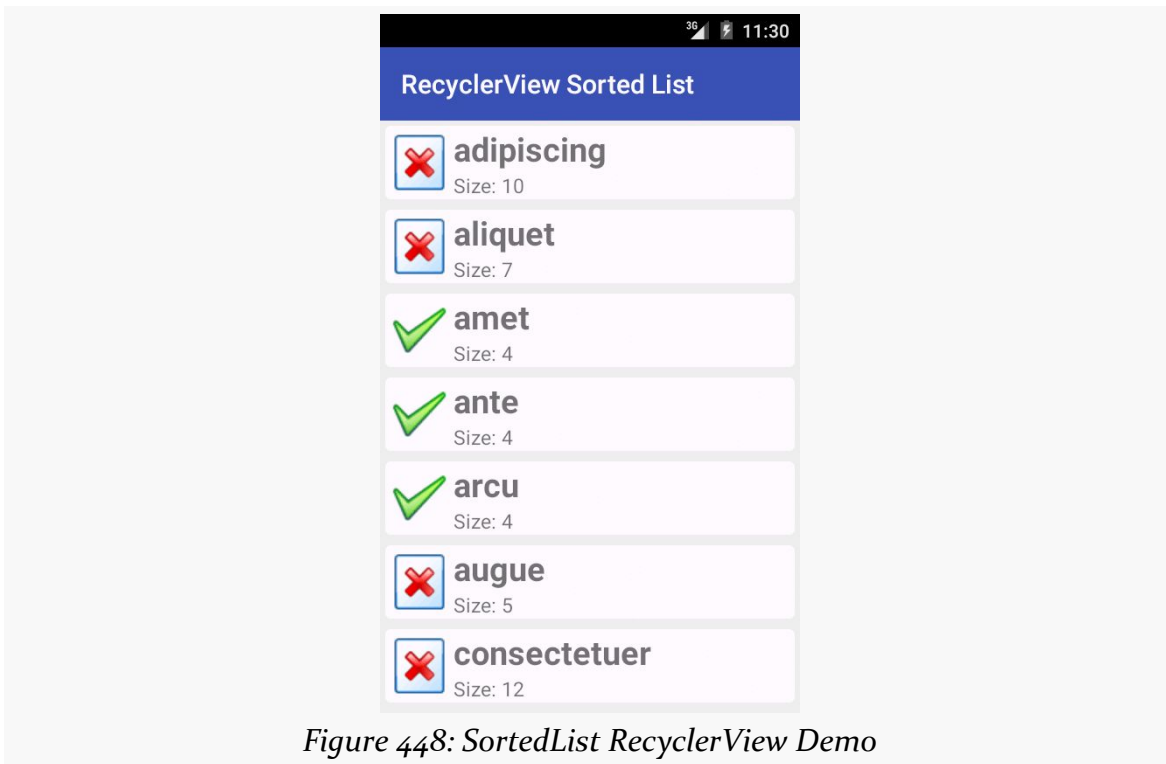 3G 11:30
RecyclerView Sorted List
adipiscing
Size: 10
aliquet
Size: 7
amet
Size: 4
ante
Size: 4
arcu
Size: 4
augue
Size: 5
consectetuer
Size: 12
Figure 448: SortedList RecyclerView Demo